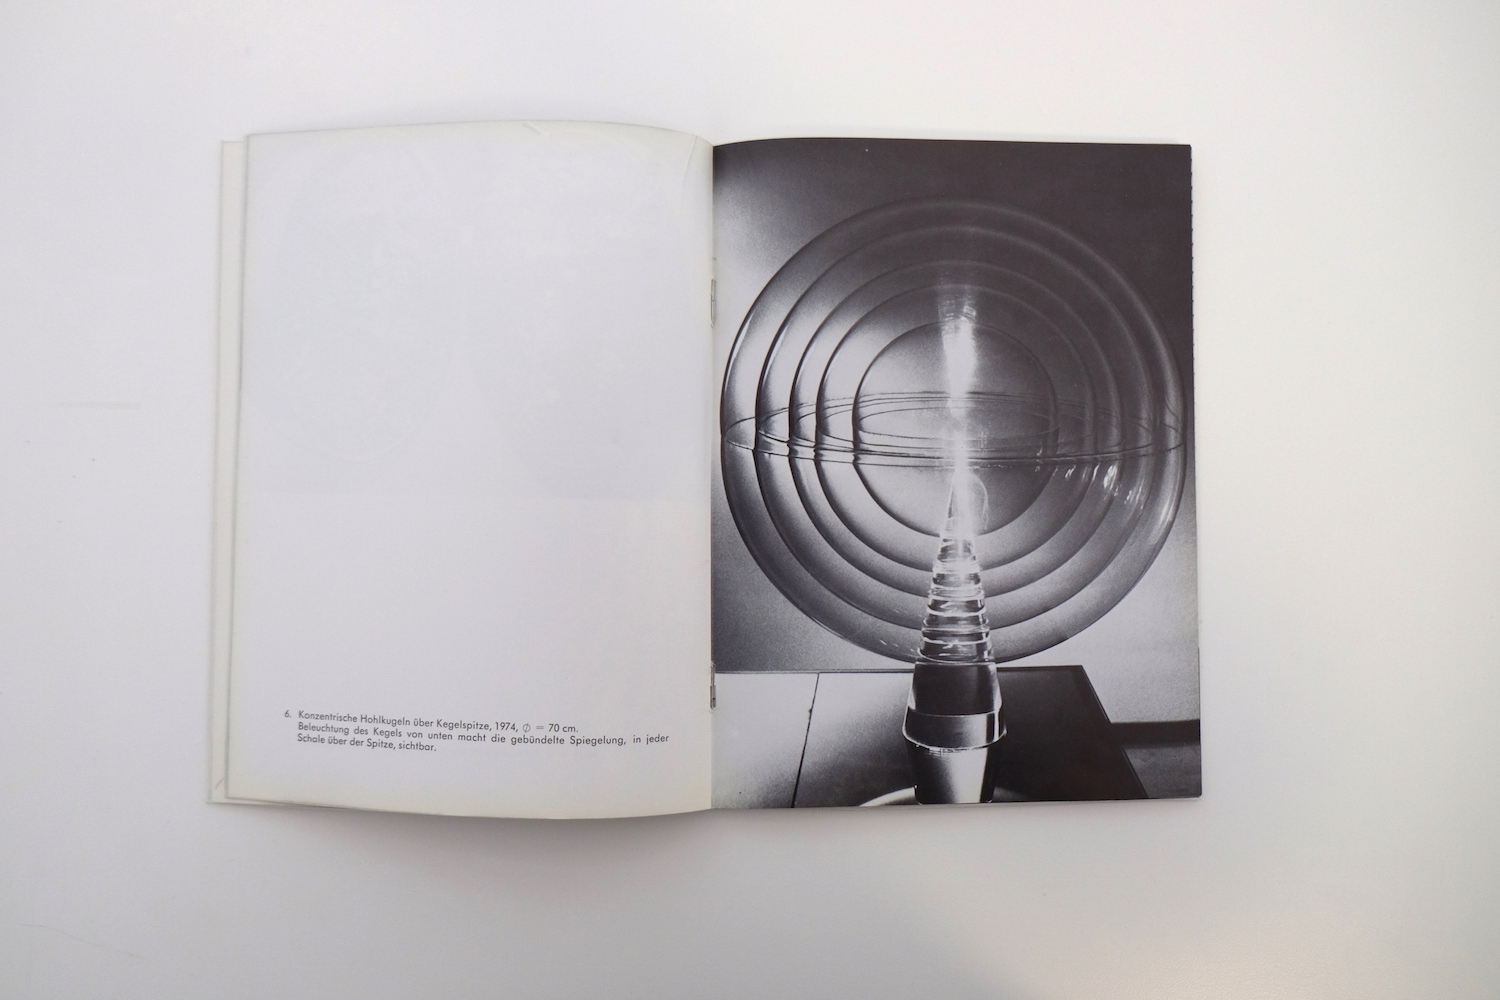 6. Konzentrische Hohlkugeln über Kegelspitze, 1974, ∅ = 70 cm.
Beleuchtung des Kegels von unten macht die gebündelte Spiegelung, in jeder
Schale über der Spitze, sichtbar.